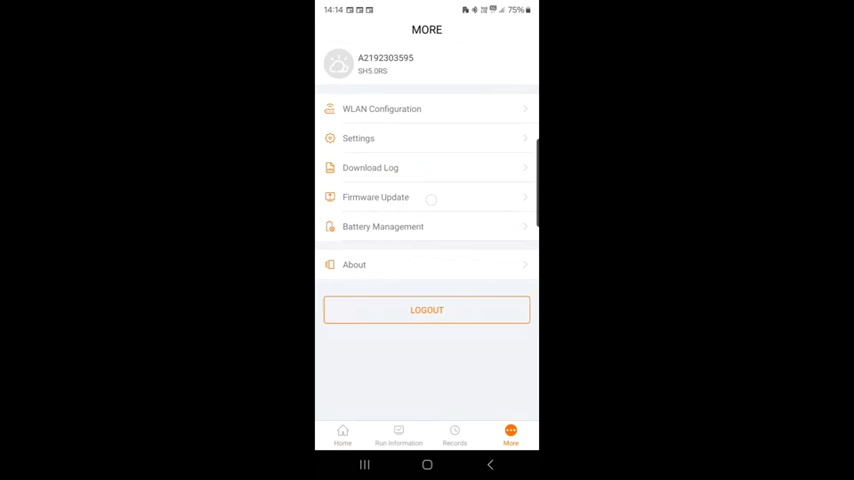 14:14
75%
MORE
A2192303595
SH5.0RS
WLAN Configuration
Settings
Download Log
Firmware Update
Battery Management
About
LOGOUT
Home
Run Information
Records
More